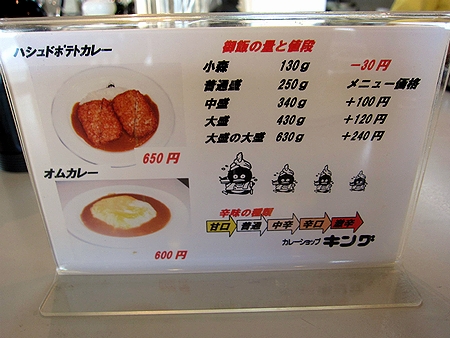 ハシュドポテトカレー
650円
オムカレー
600円
御飯の量と値段
小森 130g －30円
普通盛 250g メニュー価格
中盛 340g ＋100円
大盛 430g ＋120円
大盛の大盛 630g ＋240円
辛味の種類
甘口 普通 中辛 辛口 激辛
カレーショップ キング